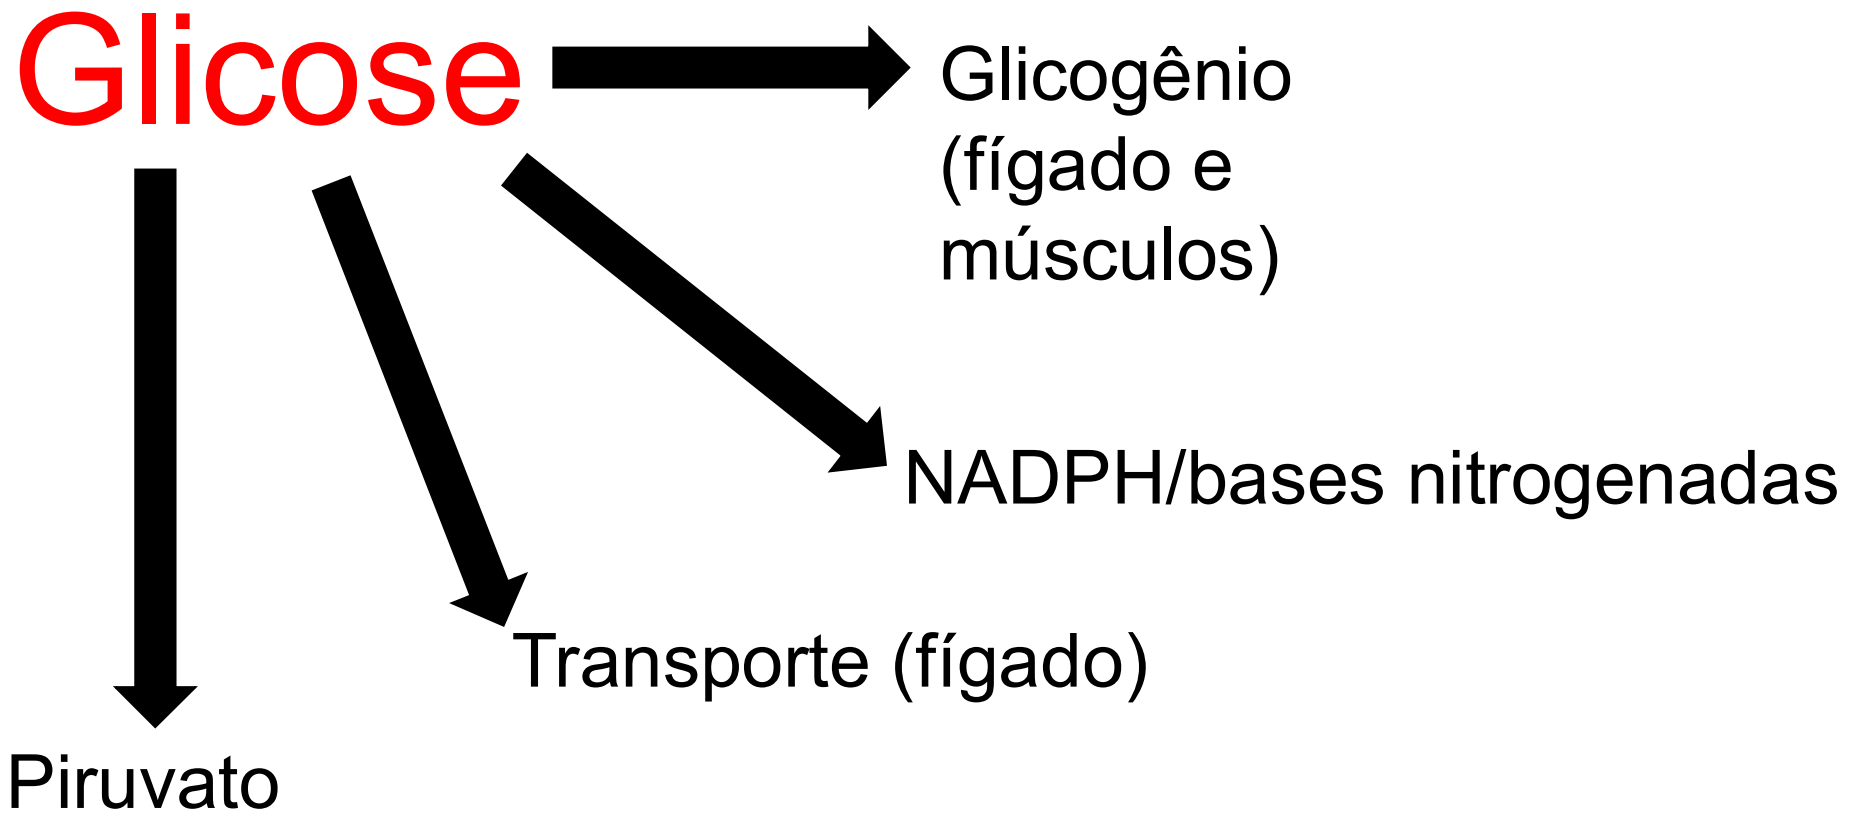 Glicose
Glicogênio
(fígado e
músculos)
NADPH/bases nitrogenadas
Transporte (fígado)
Piruvato